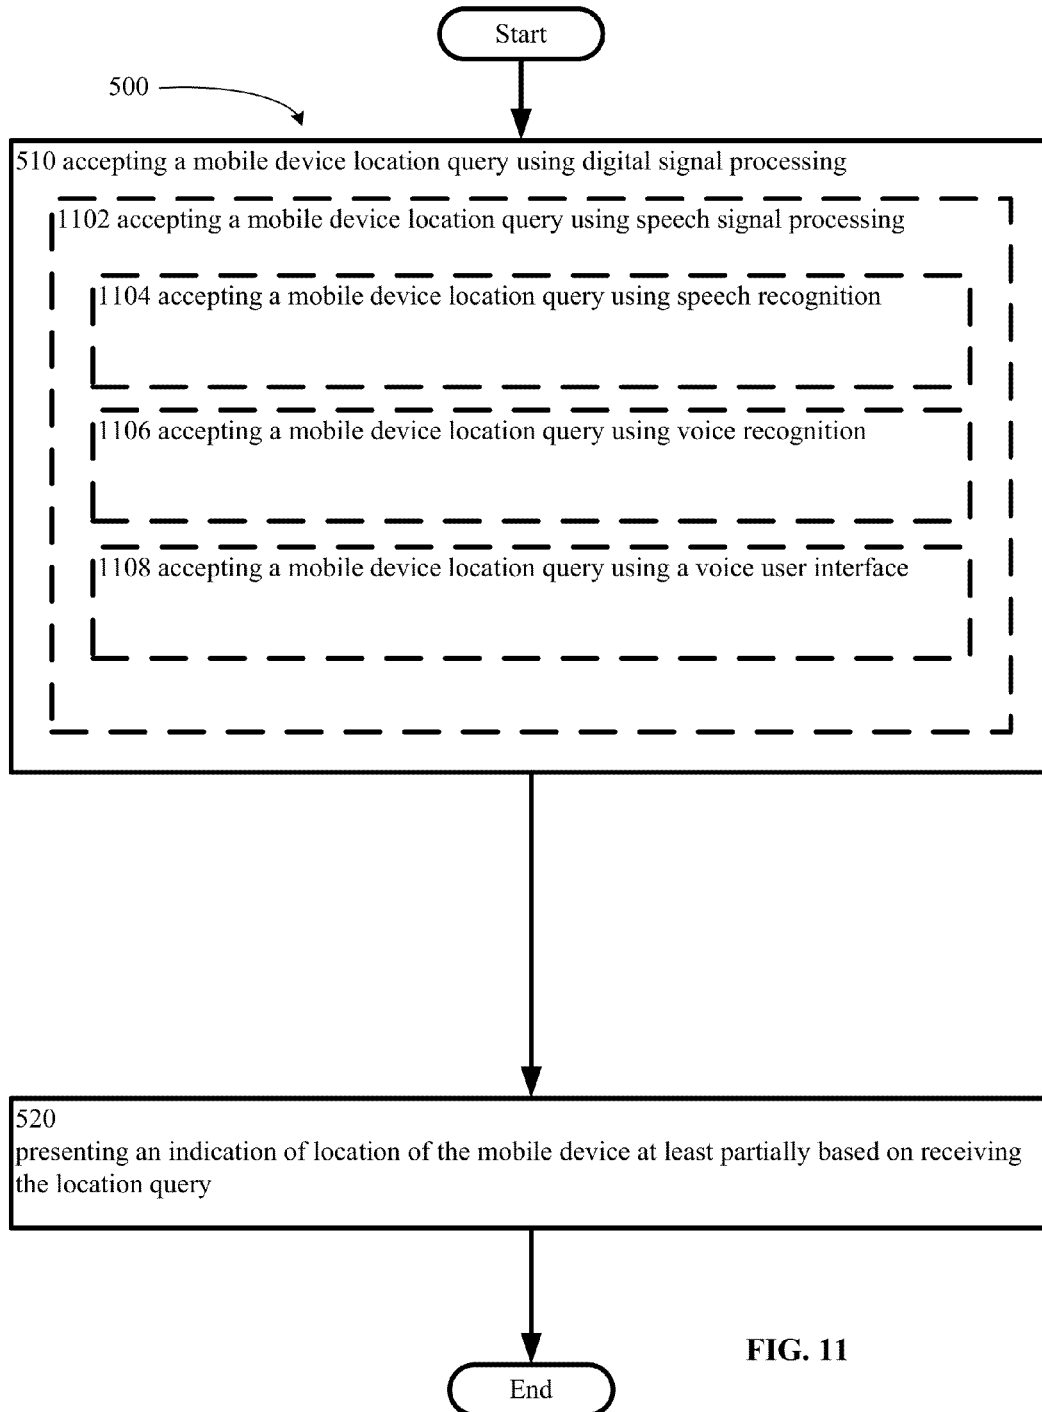 Start
500
510 accepting a mobile device location query using digital signal processing
1102 accepting a mobile device location query using speech signal processing
1104 accepting a mobile device location query using speech recognition
1106 accepting a mobile device location query using voice recognition
1108 accepting a mobile device location query using a voice user interface
520
presenting an indication of location of the mobile device at least partially based on receiving
the location query
FIG. 11
End